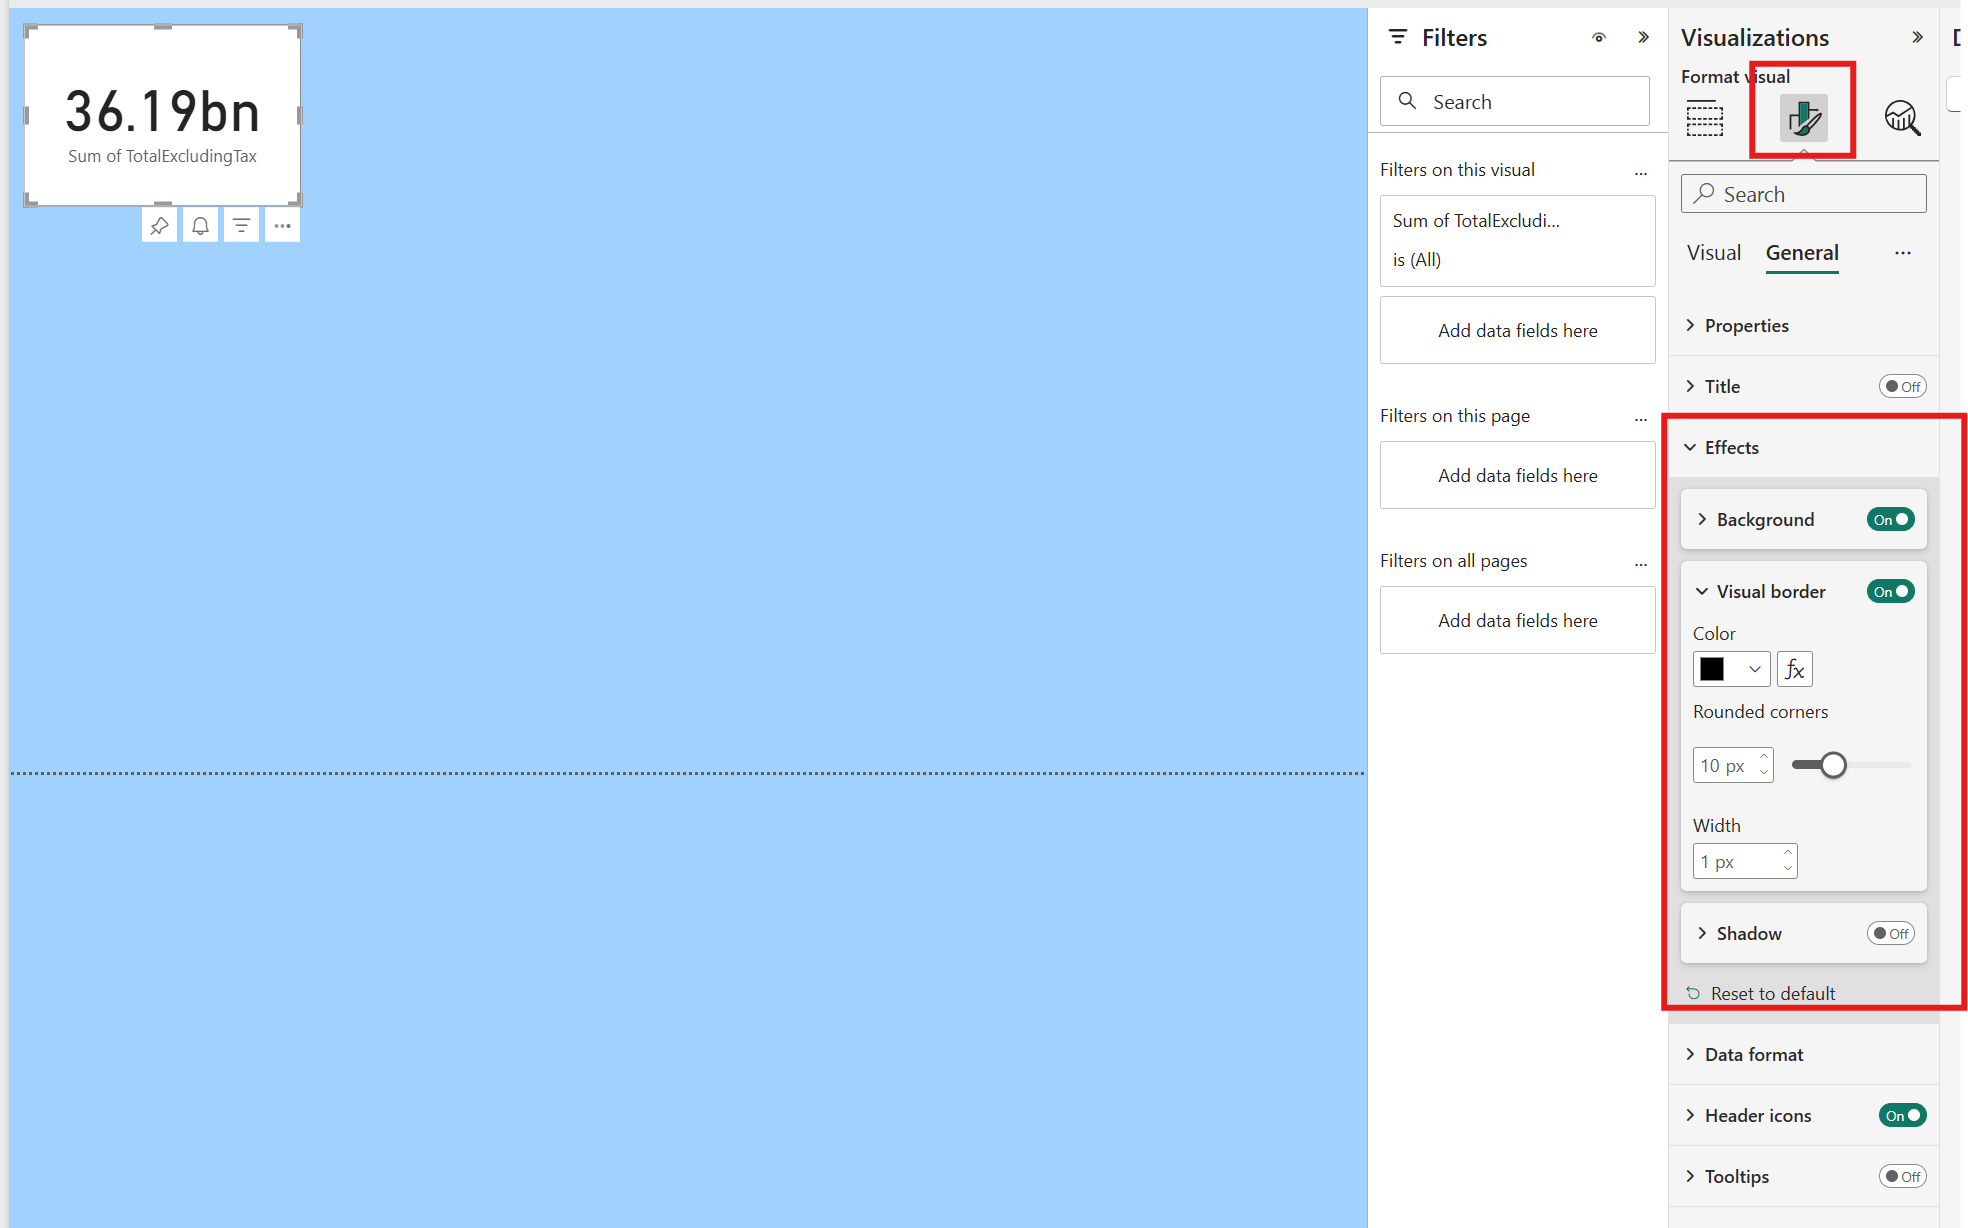 36.19bn
Sum of TotalExcludingTax
Filters
Search
Filters on this visual
...
Sum of TotalExcludi...
is (All)
Add data fields here
Filters on this page
...
Add data fields here
Filters on all pages
...
Add data fields here
Visualizations
Format visual
Search
Visual General ...
Properties
Title Off
Effects
Background On
Visual border On
Color
fx
Rounded corners
10 px
Width
1 px
Shadow Off
Reset to default
Data format
Header icons On
Tooltips Off